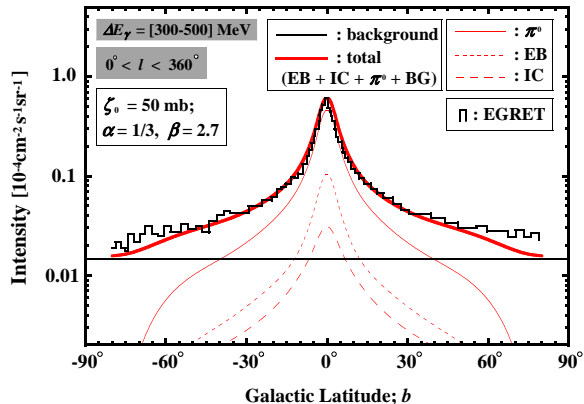 ΔEγ = [300-500] MeV
0° < l < 360°
ζ₀ = 50 mb;
α = 1/3, β = 2.7
: background
: total
(EB + IC + π⁰ + BG)
: π⁰
: EB
: IC
: EGRET
Intensity [10⁻⁴cm⁻² s⁻¹sr⁻¹]
1.0
0.1
0.01
-90° -60° -30° 0° 30° 60° 90°
Galactic Latitude; b